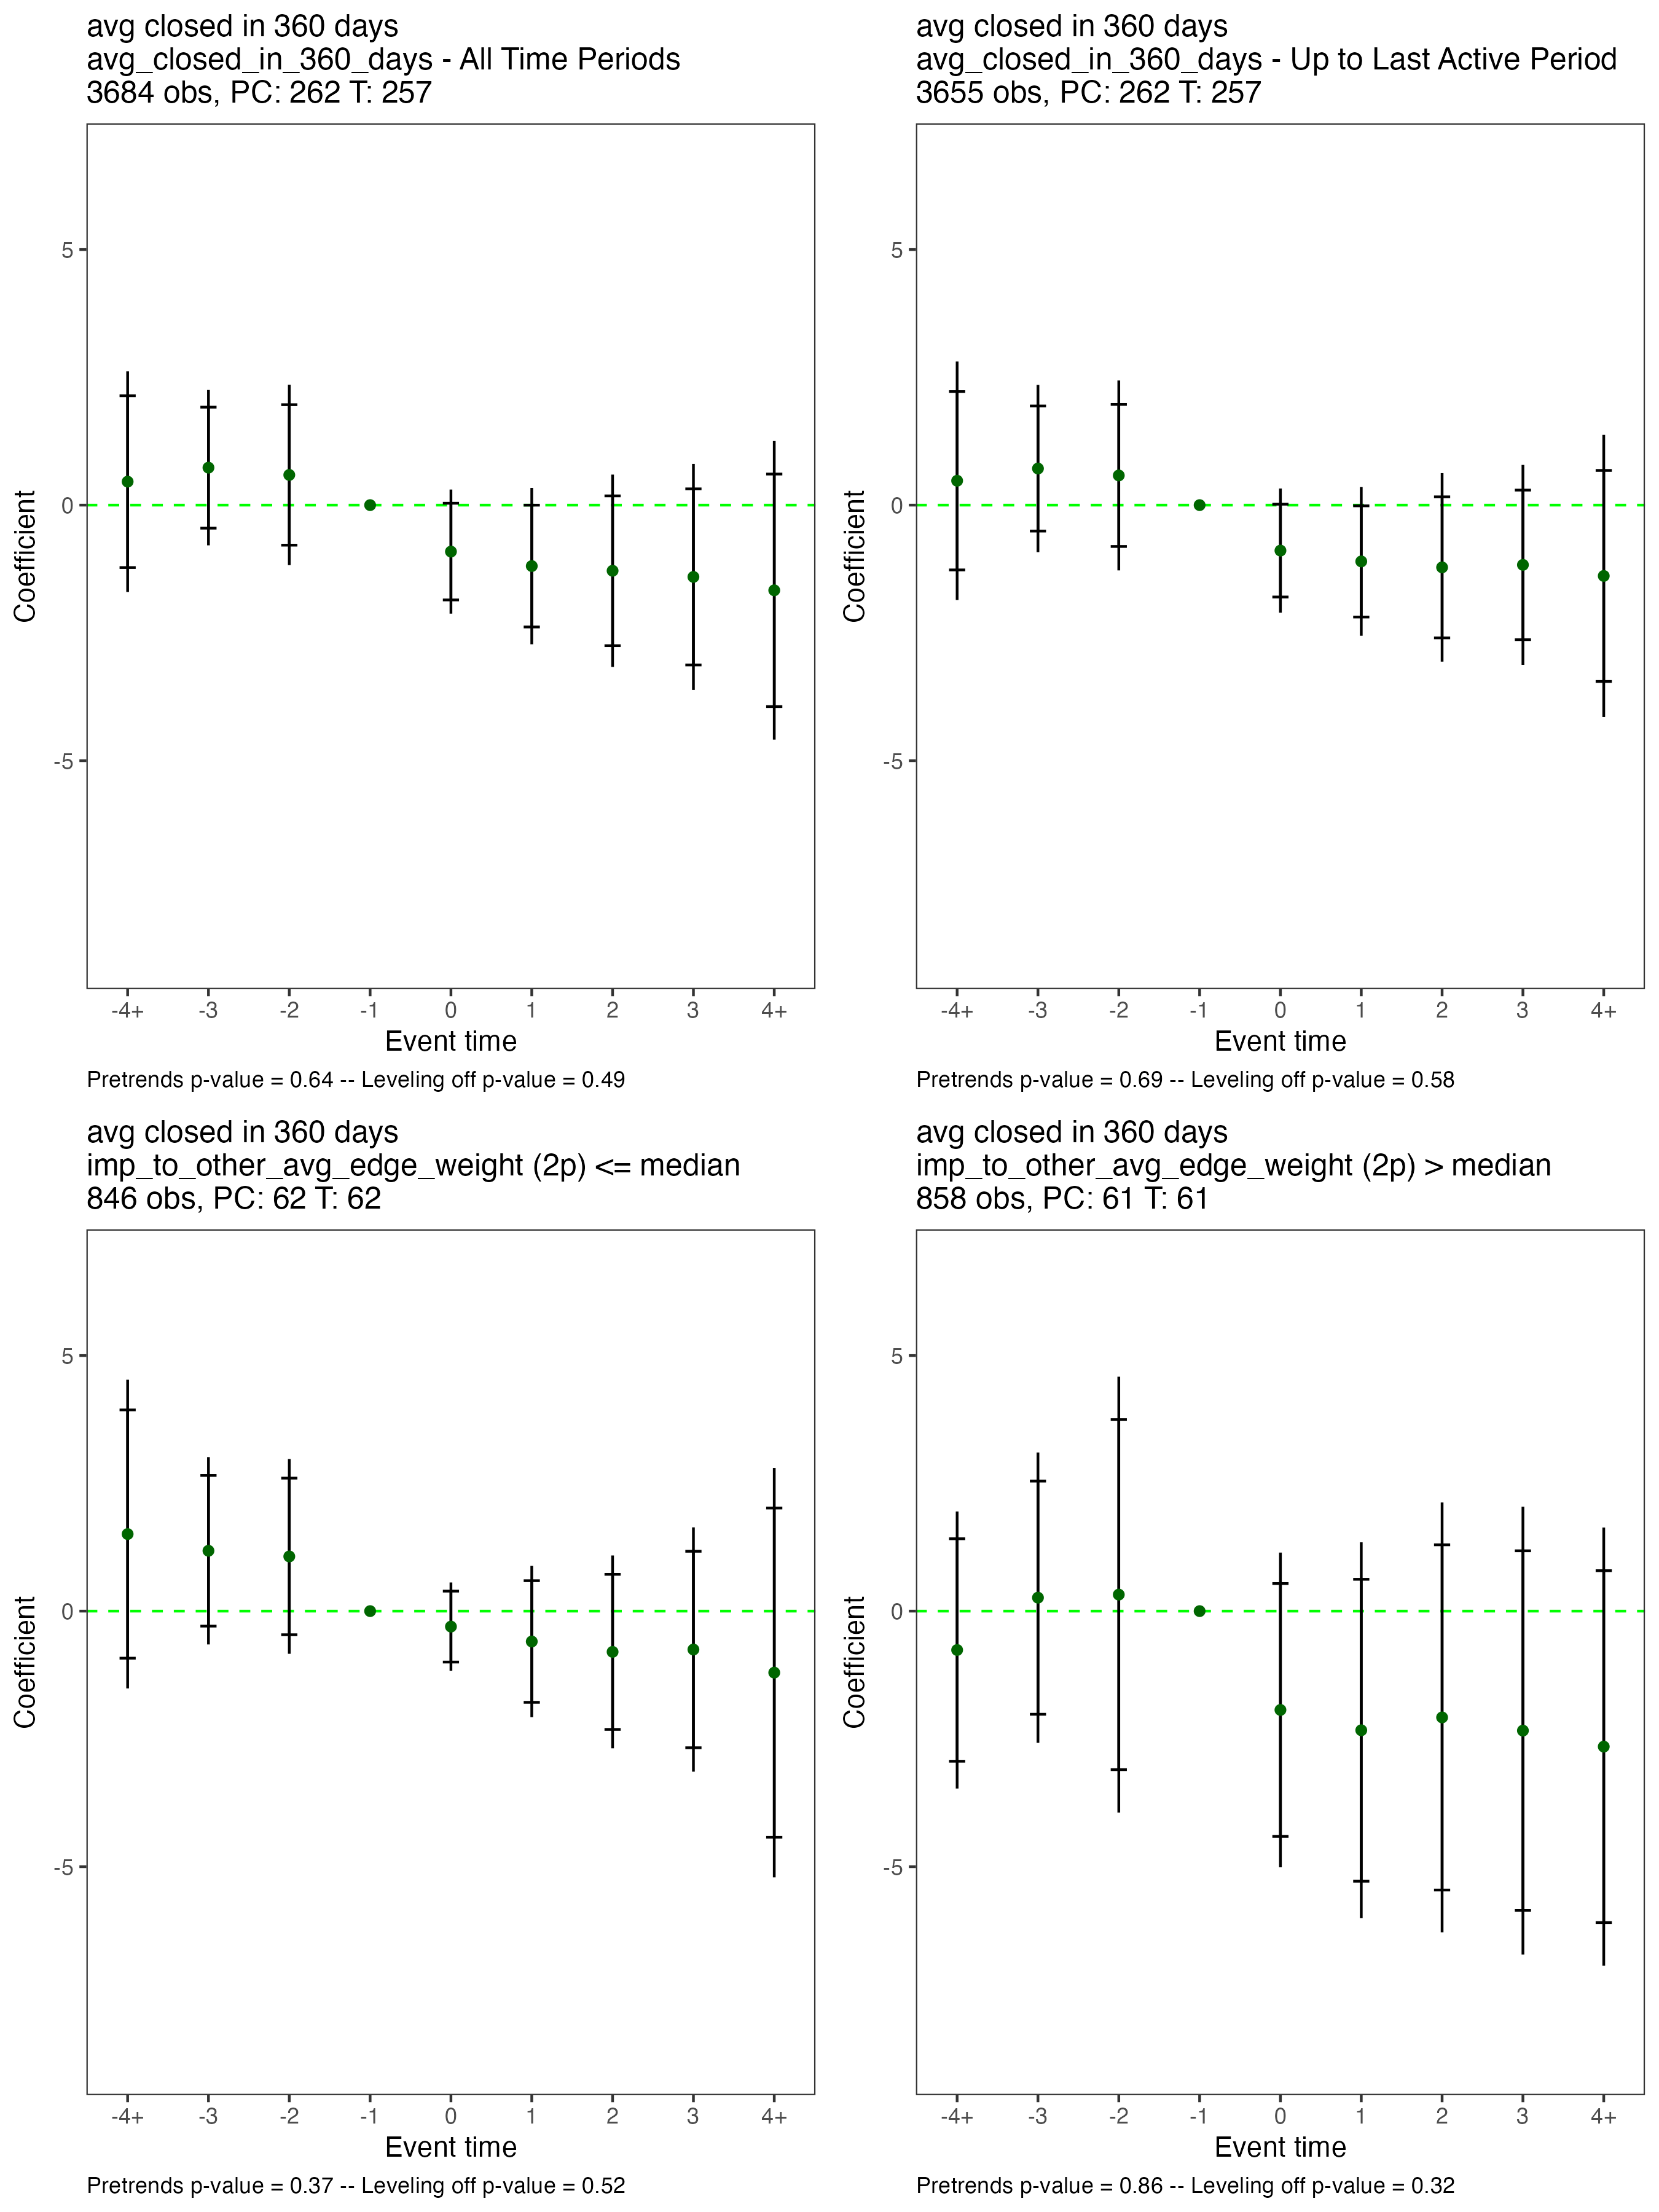 avg closed in 360 days
avg_closed_in_360_days - All Time Periods
3684 obs, PC: 262 T: 257
5
0
-5
Coefficient
-4+ -3 -2 -1 0 1 2 3 4+
Event time
Pretrends p-value = 0.64 -- Leveling off p-value = 0.49
avg closed in 360 days
avg_closed_in_360_days - Up to Last Active Period
3655 obs, PC: 262 T: 257
5
0
-5
Coefficient
-4+ -3 -2 -1 0 1 2 3 4+
Event time
Pretrends p-value = 0.69 -- Leveling off p-value = 0.58
avg closed in 360 days
imp_to_other_avg_edge_weight (2p) <= median
846 obs, PC: 62 T: 62
5
0
-5
Coefficient
-4+ -3 -2 -1 0 1 2 3 4+
Event time
Pretrends p-value = 0.37 -- Leveling off p-value = 0.52
avg closed in 360 days
imp_to_other_avg_edge_weight (2p) > median
858 obs, PC: 61 T: 61
5
0
-5
Coefficient
-4+ -3 -2 -1 0 1 2 3 4+
Event time
Pretrends p-value = 0.86 -- Leveling off p-value = 0.32